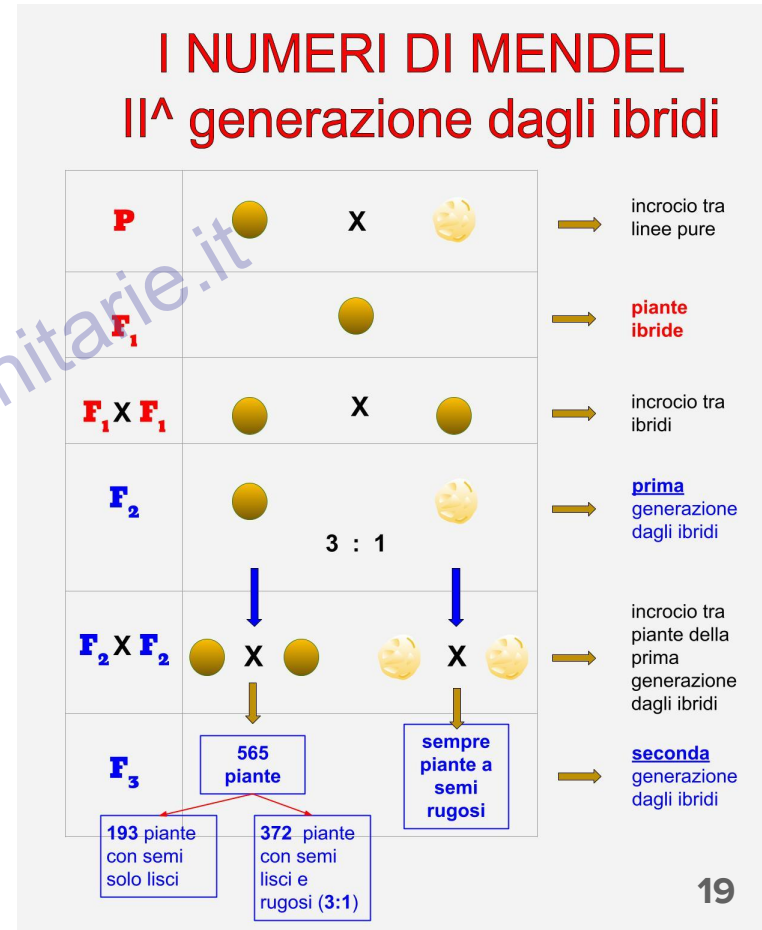 I NUMERI DI MENDEL
II^ generazione dagli ibridi
P
X
incrocio tra
linee pure
F1
piante
ibride
F1 X F1
X
incrocio tra
ibridi
F2
3 : 1
prima
generazione
dagli ibridi
F2 X F2
X
X
incrocio tra
piante della
prima
generazione
dagli ibridi
F3
565
piante
sempre
piante a
semi
rugosi
seconda
generazione
dagli ibridi
193 piante
con semi
solo lisci
372 piante
con semi
lisci e
rugosi (3:1)
19
nitarie.it